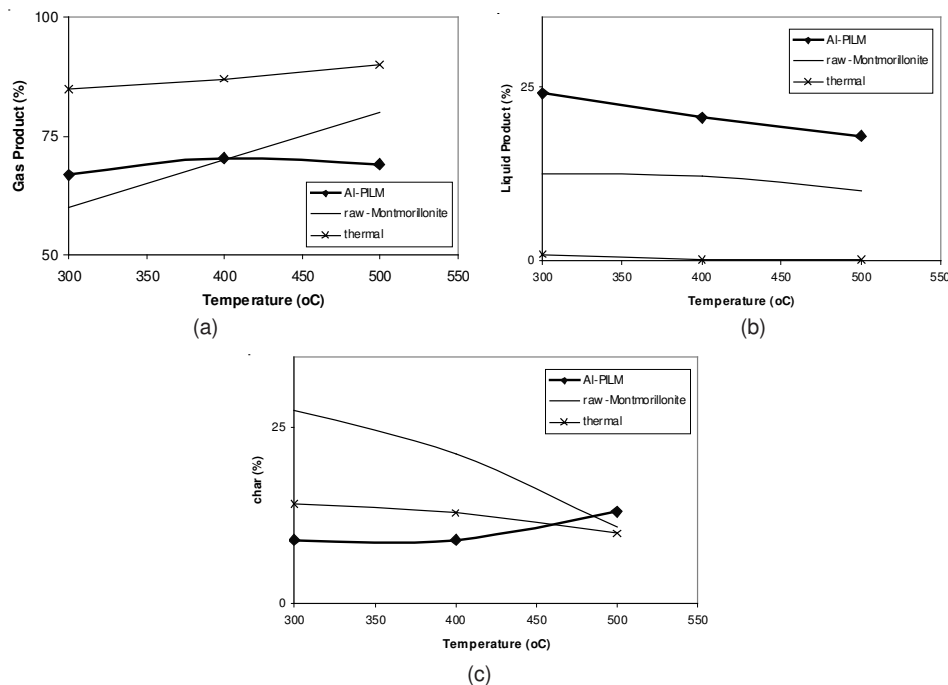 100
75
50
Gas Product (%)
Al-PILM
raw-Montmorillonite
thermal
300 350 400 450 500 550
Temperature (oC)
(a)
25
0
Liquid Product (%)
Al-PILM
raw-Montmorillonite
thermal
300 350 400 450 500 550
Temperature (oC)
(b)
25
0
char (%)
Al-PILM
raw-Montmorillonite
thermal
300 350 400 450 500 550
Temperature (oC)
(c)